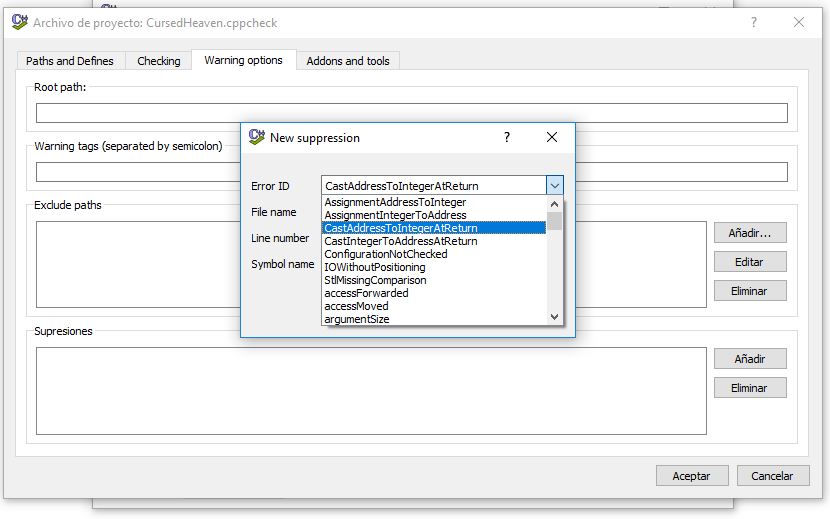 Archivo de proyecto: CursedHeaven.cppcheck
Paths and Defines
Checking
Warning options
Addons and tools
Root path:
Warning tags (separated by semicolon)
Exclude paths
Añadir...
Editar
Eliminar
Supresiones
Añadir
Eliminar
Aceptar
Cancelar
New suppression
Error ID
CastAddressToIntegerAtReturn
File name
Line number
Symbol name
AssignmentAddressToInteger
AssignmentIntegerToAddress
CastAddressToIntegerAtReturn
CastIntegerToAddressAtReturn
ConfigurationNotChecked
IOWithoutPositioning
StlMissingComparison
accessForwarded
accessMoved
argumentSize